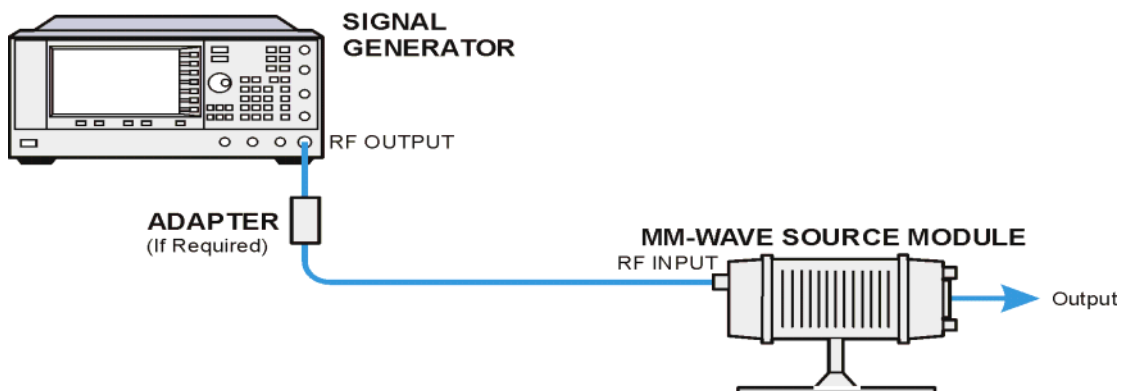 SIGNAL
GENERATOR
RF OUTPUT
ADAPTER
(If Required)
MM-WAVE SOURCE MODULE
RF INPUT
Output